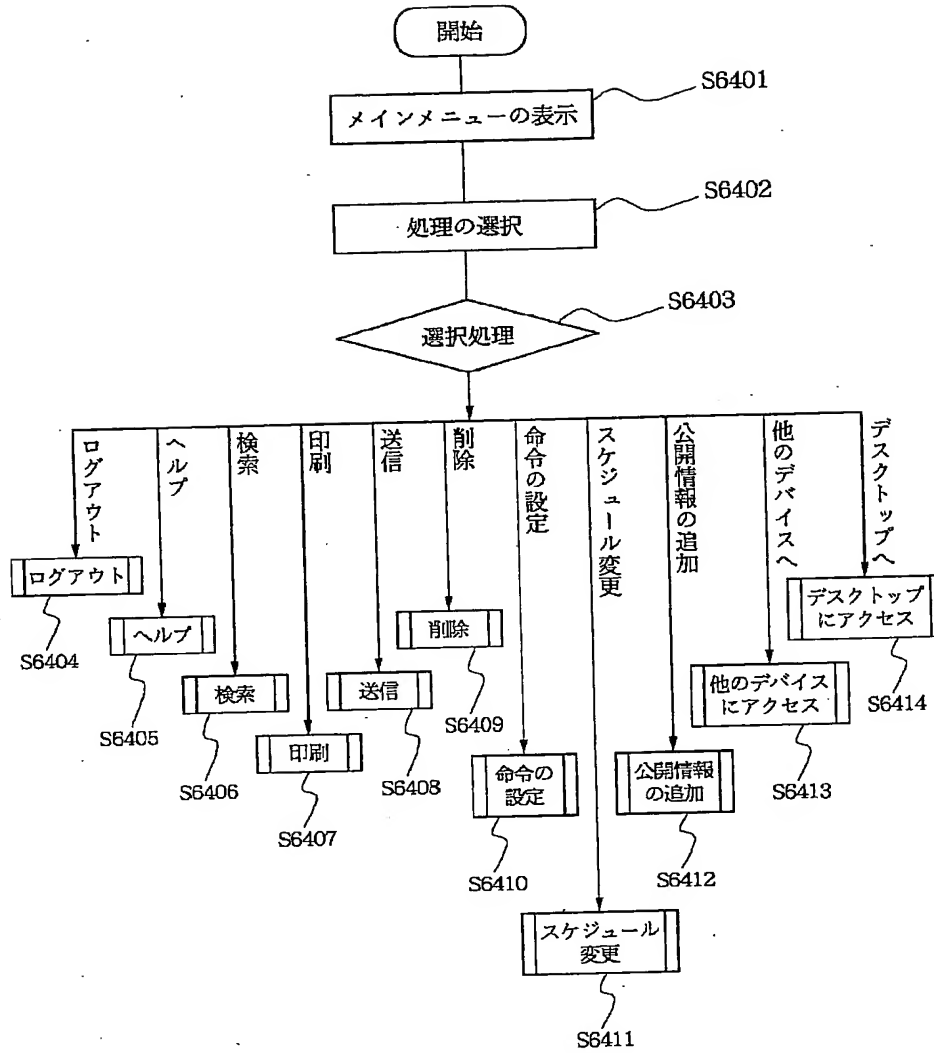 開始
メインメニューの表示
S6401
処理の選択
S6402
選択処理
S6403
ログアウト
ヘルプ
検索
印刷
送信
削除
命令の設定
スケジュール変更
公開情報の追加
他のデバイスへ
デスクトップへ
ログアウト
S6404
ヘルプ
S6405
検索
S6406
印刷
S6407
送信
S6408
削除
S6409
命令の
設定
S6410
スケジュール
変更
S6411
公開情報
の追加
S6412
他のデバイス
にアクセス
S6413
デスクトップ
にアクセス
S6414